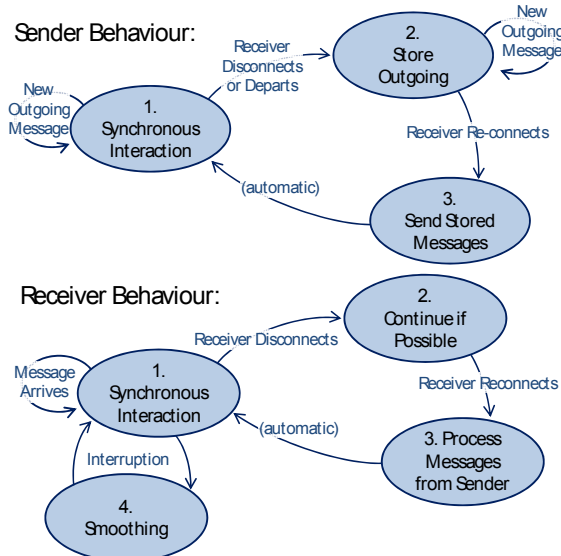 Sender Behaviour:
New
Outgoing
Message
1.
Synchronous
Interaction
Receiver
Disconnects
or Departs
2.
Store
Outgoing
New
Outgoing
Message
Receiver Re-connects
3.
Send Stored
Messages
(automatic)
Receiver Behaviour:
Message
Arrives
1.
Synchronous
Interaction
Receiver Disconnects
2.
Continue if
Possible
Receiver Reconnects
3. Process
Messages
from Sender
(automatic)
Interruption
4.
Smoothing